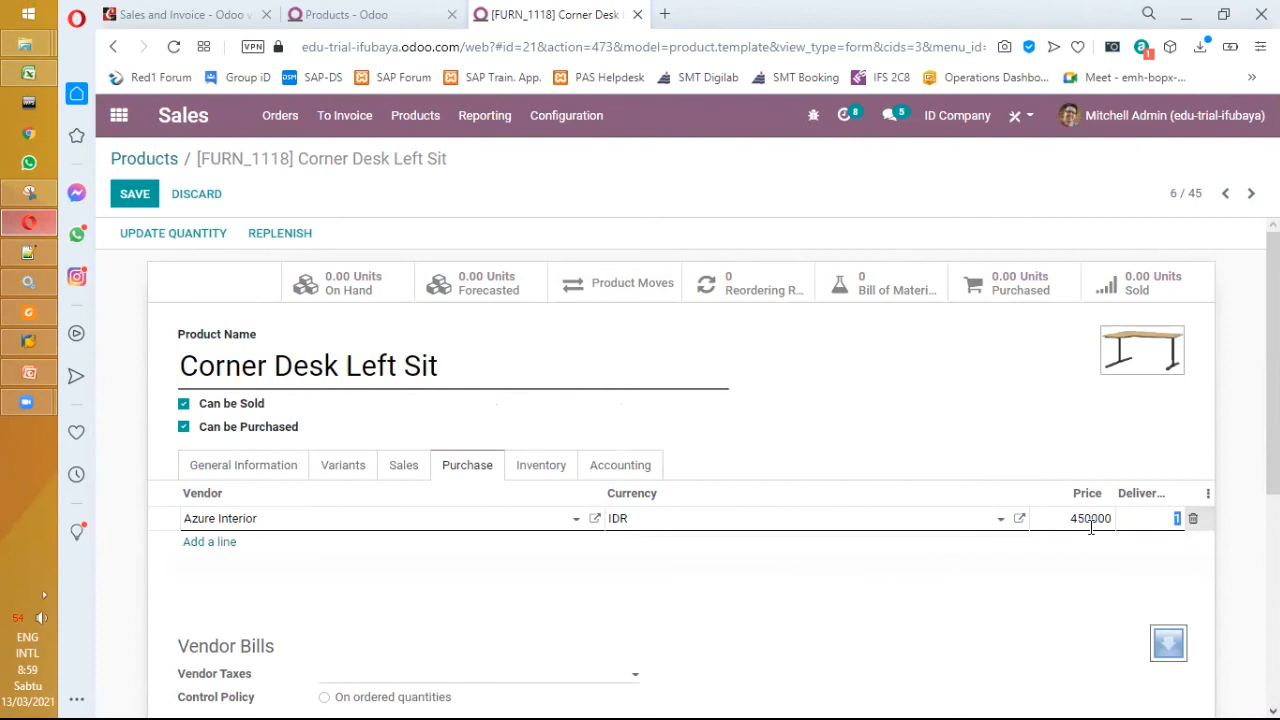 Sales and Invoice - Odoo v
Products - Odoo
[FURN_1118] Corner Desk L
VPN
edu-trial-ifubaya.odoo.com/web?#id=21&action=473&model=product.template&view_type=form&cids=3&menu_id=
1
Red1 Forum
Group iD
DSM
SAP-DS
SAP Forum
SAP Train. App.
PAS Helpdesk
SMT Digilab
SMT Booking
IFS 2C8
Operations Dashbo...
Meet - emh-bopx-...
Sales
Orders
To Invoice
Products
Reporting
Configuration
8
5
ID Company
Mitchell Admin (edu-trial-ifubaya)
Products / [FURN_1118] Corner Desk Left Sit
SAVE
DISCARD
6 / 45
UPDATE QUANTITY
REPLENISH
0.00 Units
On Hand
0.00 Units
Forecasted
Product Moves
0
Reordering R...
0
Bill of Materi...
0.00 Units
Purchased
0.00 Units
Sold
Product Name
Corner Desk Left Sit
Can be Sold
Can be Purchased
General Information
Variants
Sales
Purchase
Inventory
Accounting
Vendor
Currency
Price
Deliver...
Azure Interior
IDR
450000
1
Add a line
Vendor Bills
Vendor Taxes
Control Policy
On ordered quantities
54
ENG
INTL
8:59
Sabtu
13/03/2021